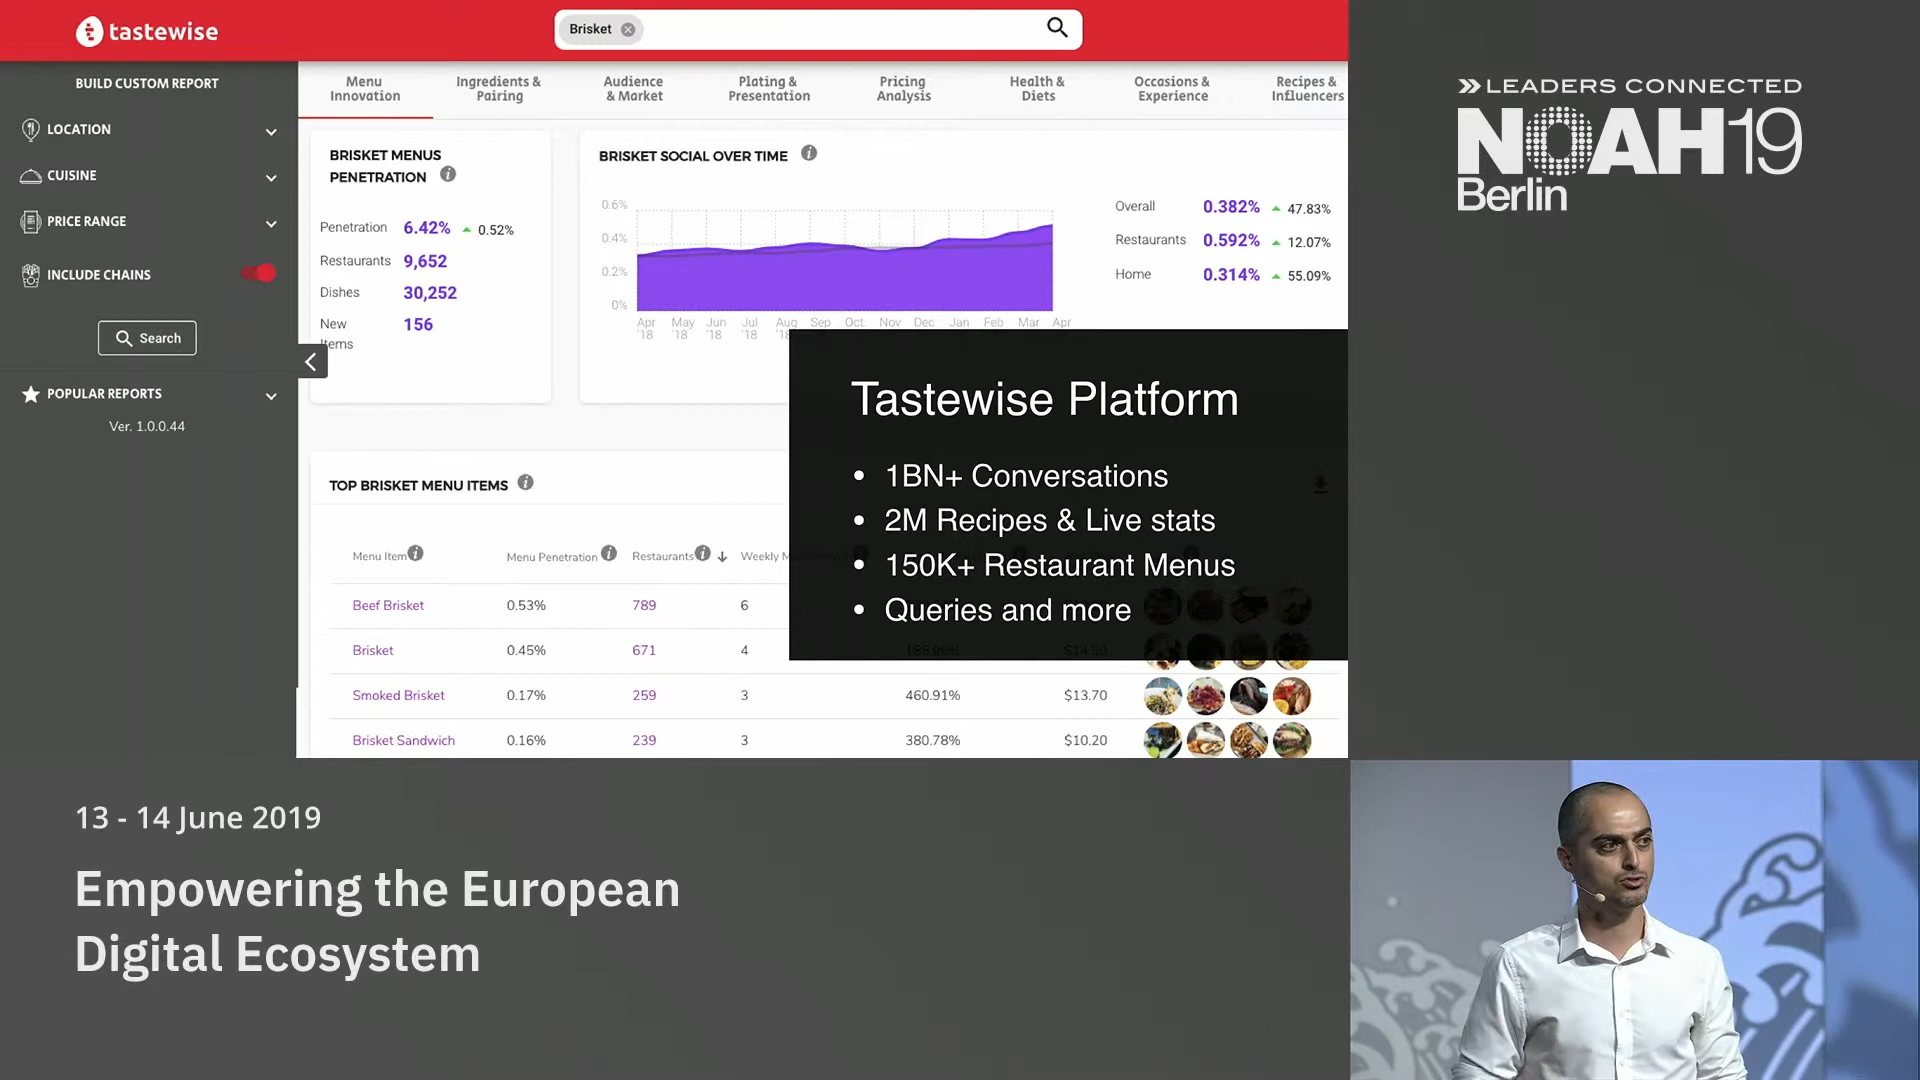 tastewise
Brisket
BUILD CUSTOM REPORT
LOCATION
CUISINE
PRICE RANGE
INCLUDE CHAINS
Search
POPULAR REPORTS
Ver. 1.0.0.44
Menu
Innovation
Ingredients &
Pairing
Audience
& Market
Plating &
Presentation
Pricing
Analysis
Health &
Diets
Occasions &
Experience
Recipes &
Influencers
BRISKET MENUS
PENETRATION
Penetration 6.42% 0.52%
Restaurants 9,652
Dishes 30,252
New 156
Items
BRISKET SOCIAL OVER TIME
0.6%
0.4%
0.2%
0%
Apr May Jun Jul Aug Sep Oct Nov Dec Jan Feb Mar Apr
'18 '18 '18 '18
Overall 0.382% 47.83%
Restaurants 0.592% 12.07%
Home 0.314% 55.09%
TOP BRISKET MENU ITEMS
Menu Item Menu Penetration Restaurants Weekly
Beef Brisket 0.53% 789 6
Brisket 0.45% 671 4
Smoked Brisket 0.17% 259 3 460.91% $13.70
Brisket Sandwich 0.16% 239 3 380.78% $10.20
Tastewise Platform
• 1BN+ Conversations
• 2M Recipes & Live stats
• 150K+ Restaurant Menus
• Queries and more
LEADERS CONNECTED
NOAH19
Berlin
13 - 14 June 2019
Empowering the European
Digital Ecosystem